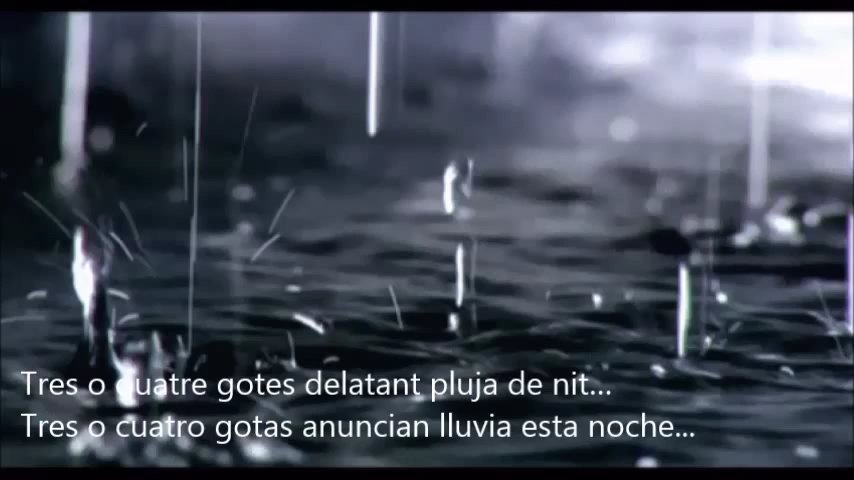 Tres o quatre gotes delatant pluja de nit...
Tres o cuatro gotas anuncian lluvia esta noche...